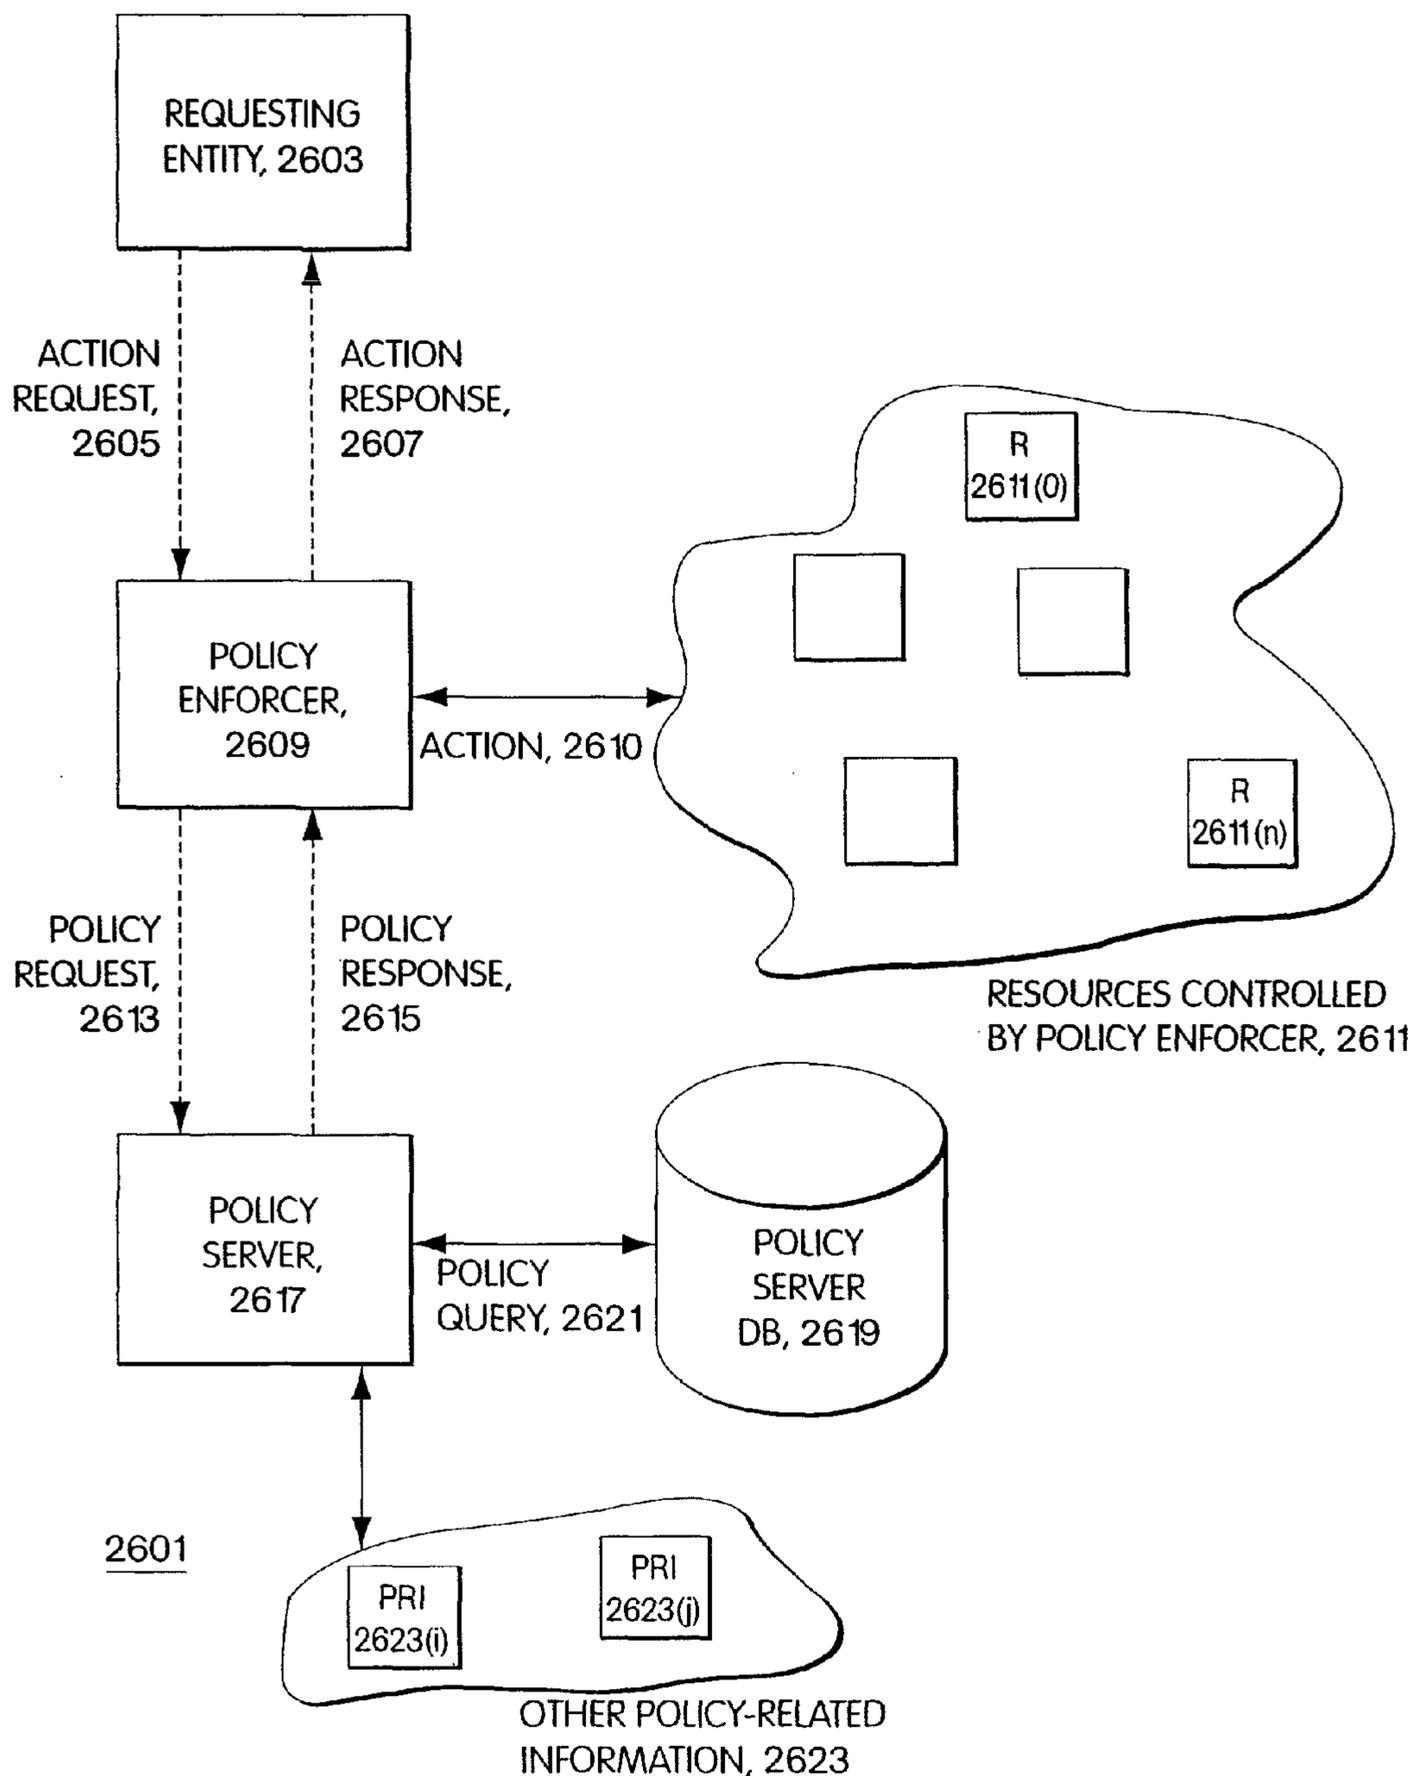 REQUESTING
ENTITY, 2603
ACTION
REQUEST,
2605
ACTION
RESPONSE,
2607
R
2611(0)
POLICY
ENFORCER,
2609
ACTION, 2610
R
2611(n)
POLICY
REQUEST,
2613
POLICY
RESPONSE,
2615
RESOURCES CONTROLLED
BY POLICY ENFORCER, 2611
POLICY
SERVER,
2617
POLICY
QUERY, 2621
POLICY
SERVER
DB, 2619
2601
PRI
2623(i)
PRI
2623(j)
OTHER POLICY-RELATED
INFORMATION, 2623